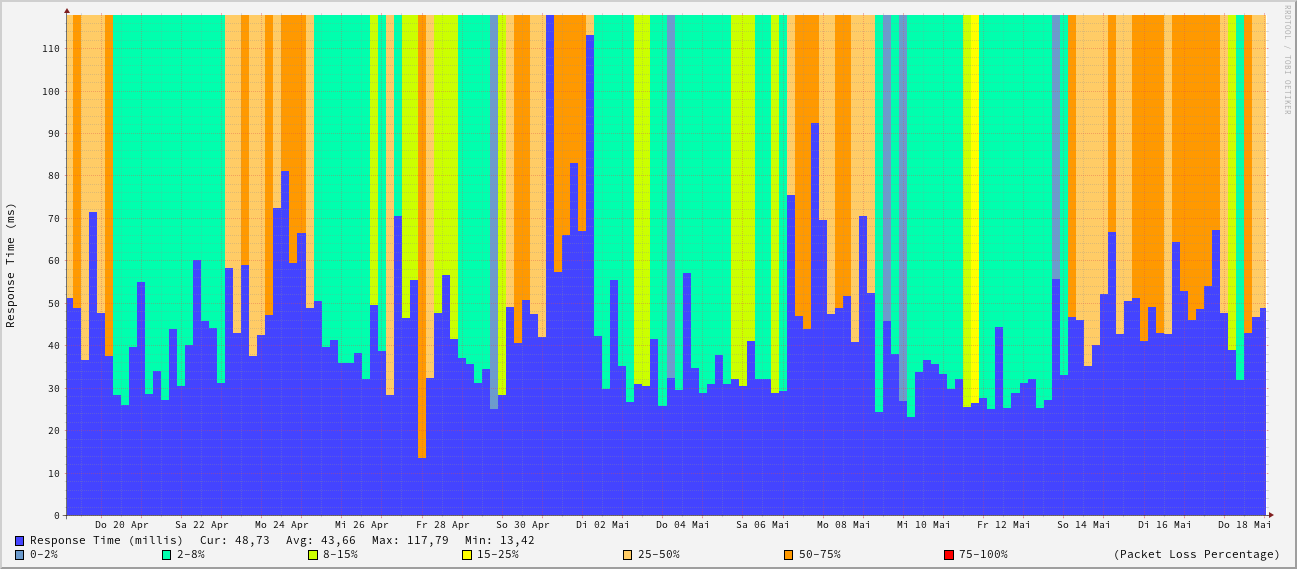 RRDTOOL / TOBI OETIKER
Response Time (ms)
110
100
90
80
70
60
50
40
30
20
10
0
Do 20 Apr Sa 22 Apr Mo 24 Apr Mi 26 Apr Fr 28 Apr So 30 Apr Di 02 Mai Do 04 Mai Sa 06 Mai Mo 08 Mai Mi 10 Mai Fr 12 Mai So 14 Mai Di 16 Mai Do 18 Mai
Response Time (millis) Cur: 48,73 Avg: 43,66 Max: 117,79 Min: 13,42
0-2% 2-8% 8-15% 15-25% 25-50% 50-75% 75-100% (Packet Loss Percentage)